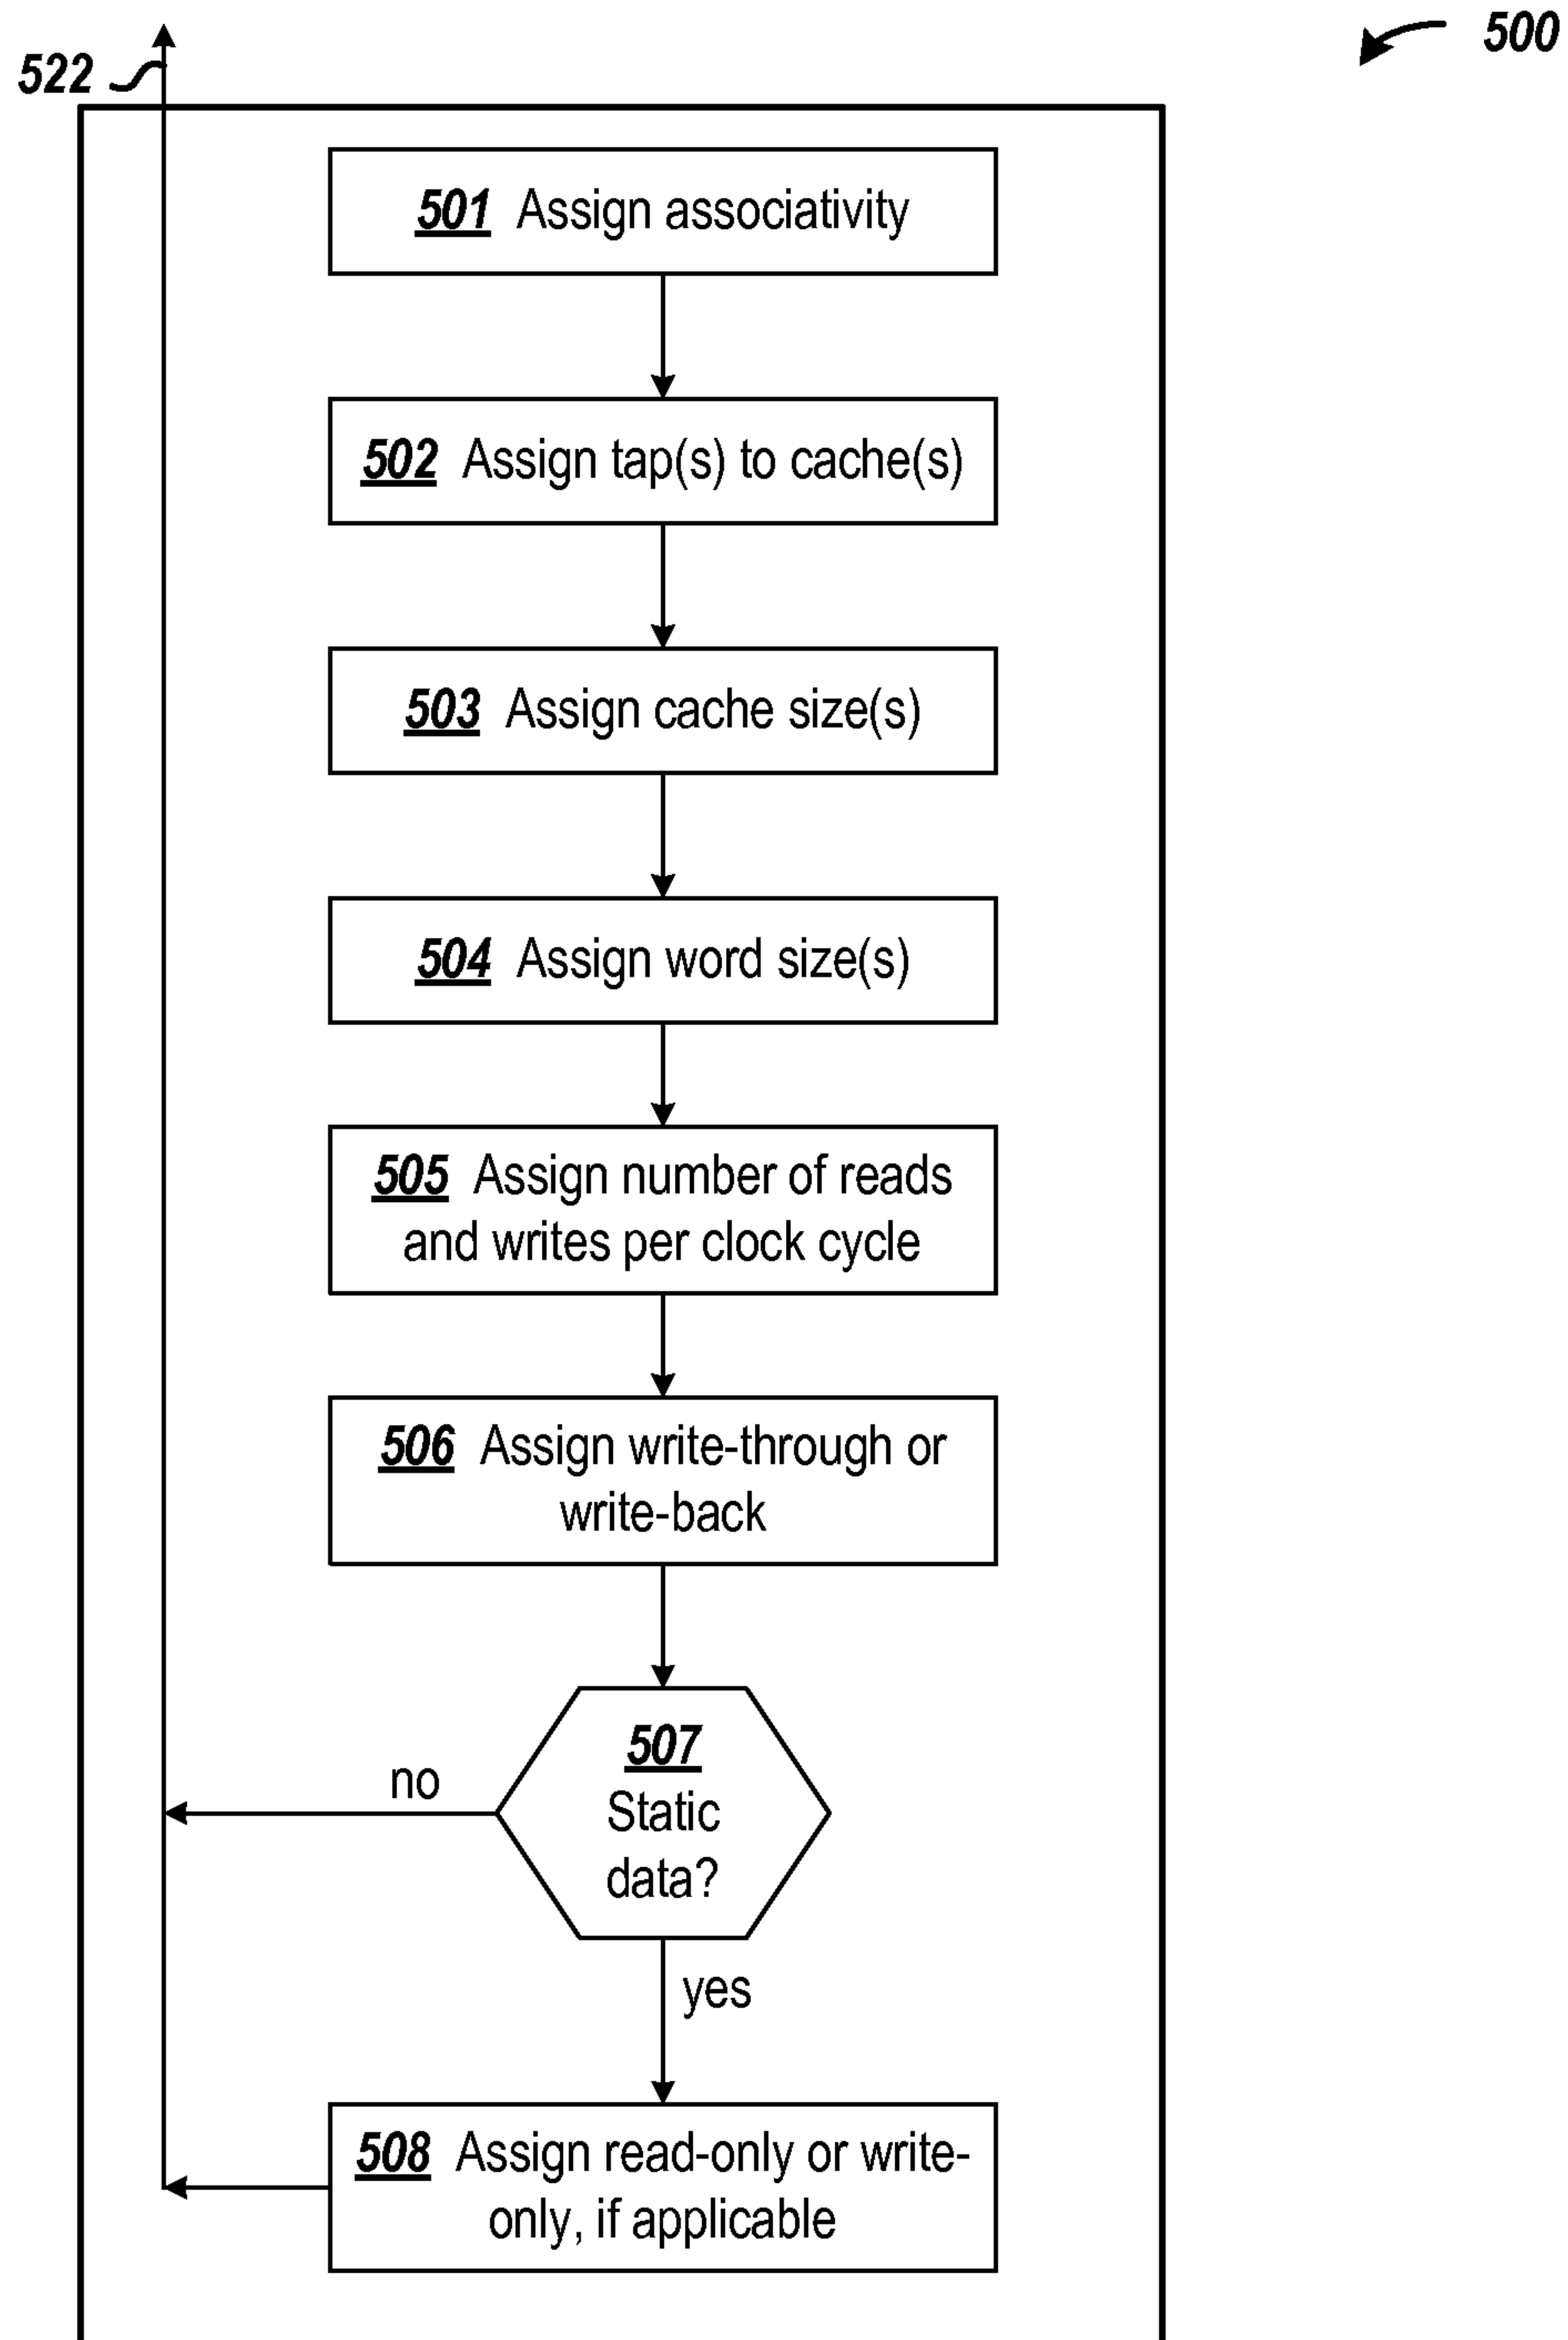 500
522
501 Assign associativity
502 Assign tap(s) to cache(s)
503 Assign cache size(s)
504 Assign word size(s)
505 Assign number of reads
and writes per clock cycle
506 Assign write-through or
write-back
507
Static
data?
no
yes
508 Assign read-only or write-
only, if applicable